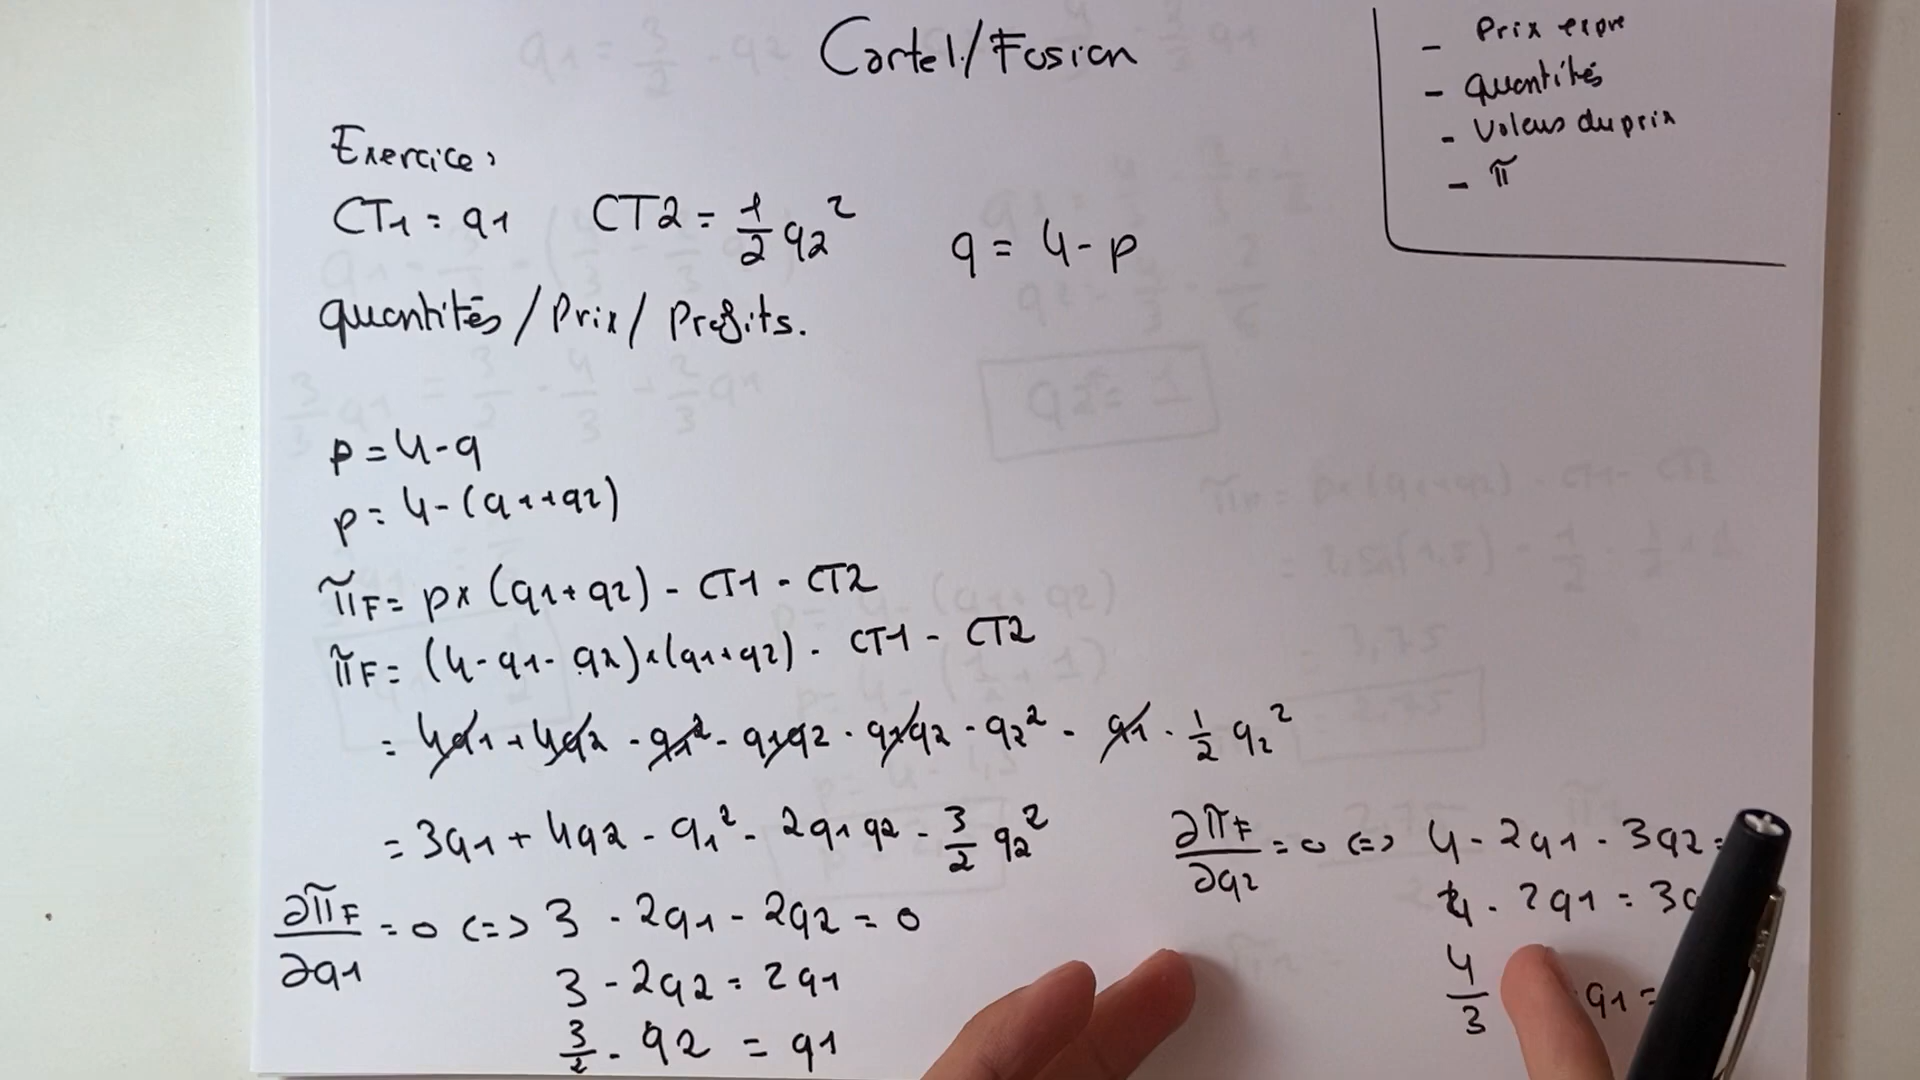 Cartel/Fusion
- Prix
- quantités
- Valeur du prix
- π
Exercice:
CT1 = q1 CT2 = 1/2 q2² q = 4 - p
quantités / Prix / Profits.
p = 4 - q
p = 4 - (q1+q2)
πF = p x (q1+q2) - CT1 - CT2
πF = (4 - q1 - q2) x (q1+q2) - CT1 - CT2
= 4q1 + 4q2 - q1² - q1q2 - q1q2 - q2² - q1 - 1/2 q2²
= 3q1 + 4q2 - q1² - 2q1q2 - 3/2 q2²
∂πF/∂q1 = 0 <=> 3 - 2q1 - 2q2 = 0
3 - 2q2 = 2q1
3/2 - q2 = q1
∂πF/∂q2 = 0 <=> 4 - 2q1 - 3q2 =
4 - 2q1 = 3q
4/3 q1 =